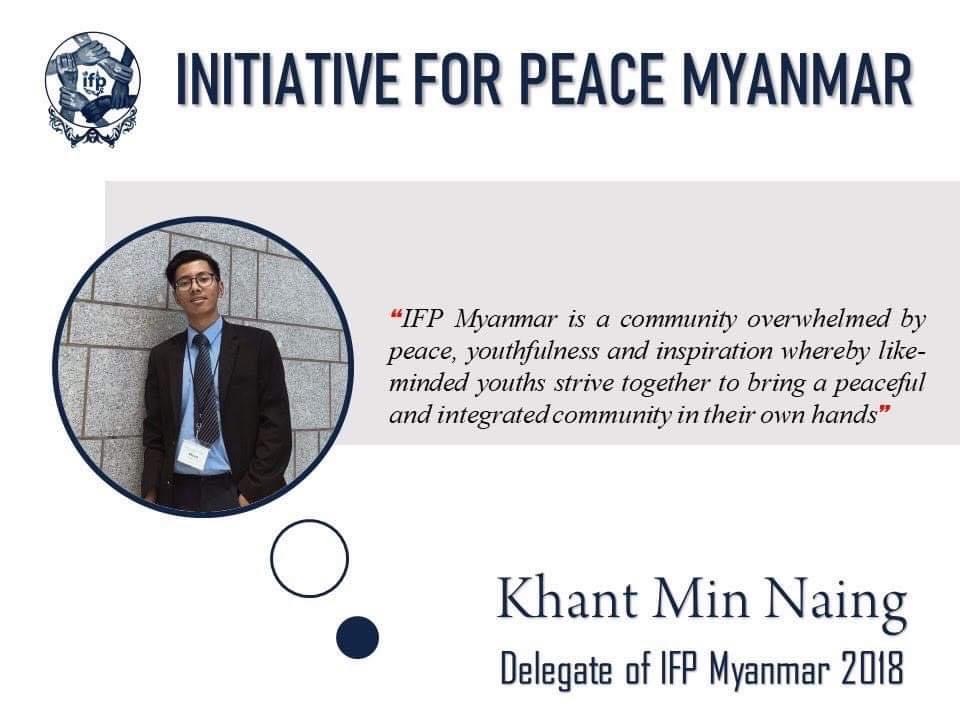 ifp
INITIATIVE FOR PEACE MYANMAR
❝IFP Myanmar is a community overwhelmed by
peace, youthfulness and inspiration whereby like-
minded youths strive together to bring a peaceful
and integrated community in their own hands❞
Khant Min Naing
Delegate of IFP Myanmar 2018